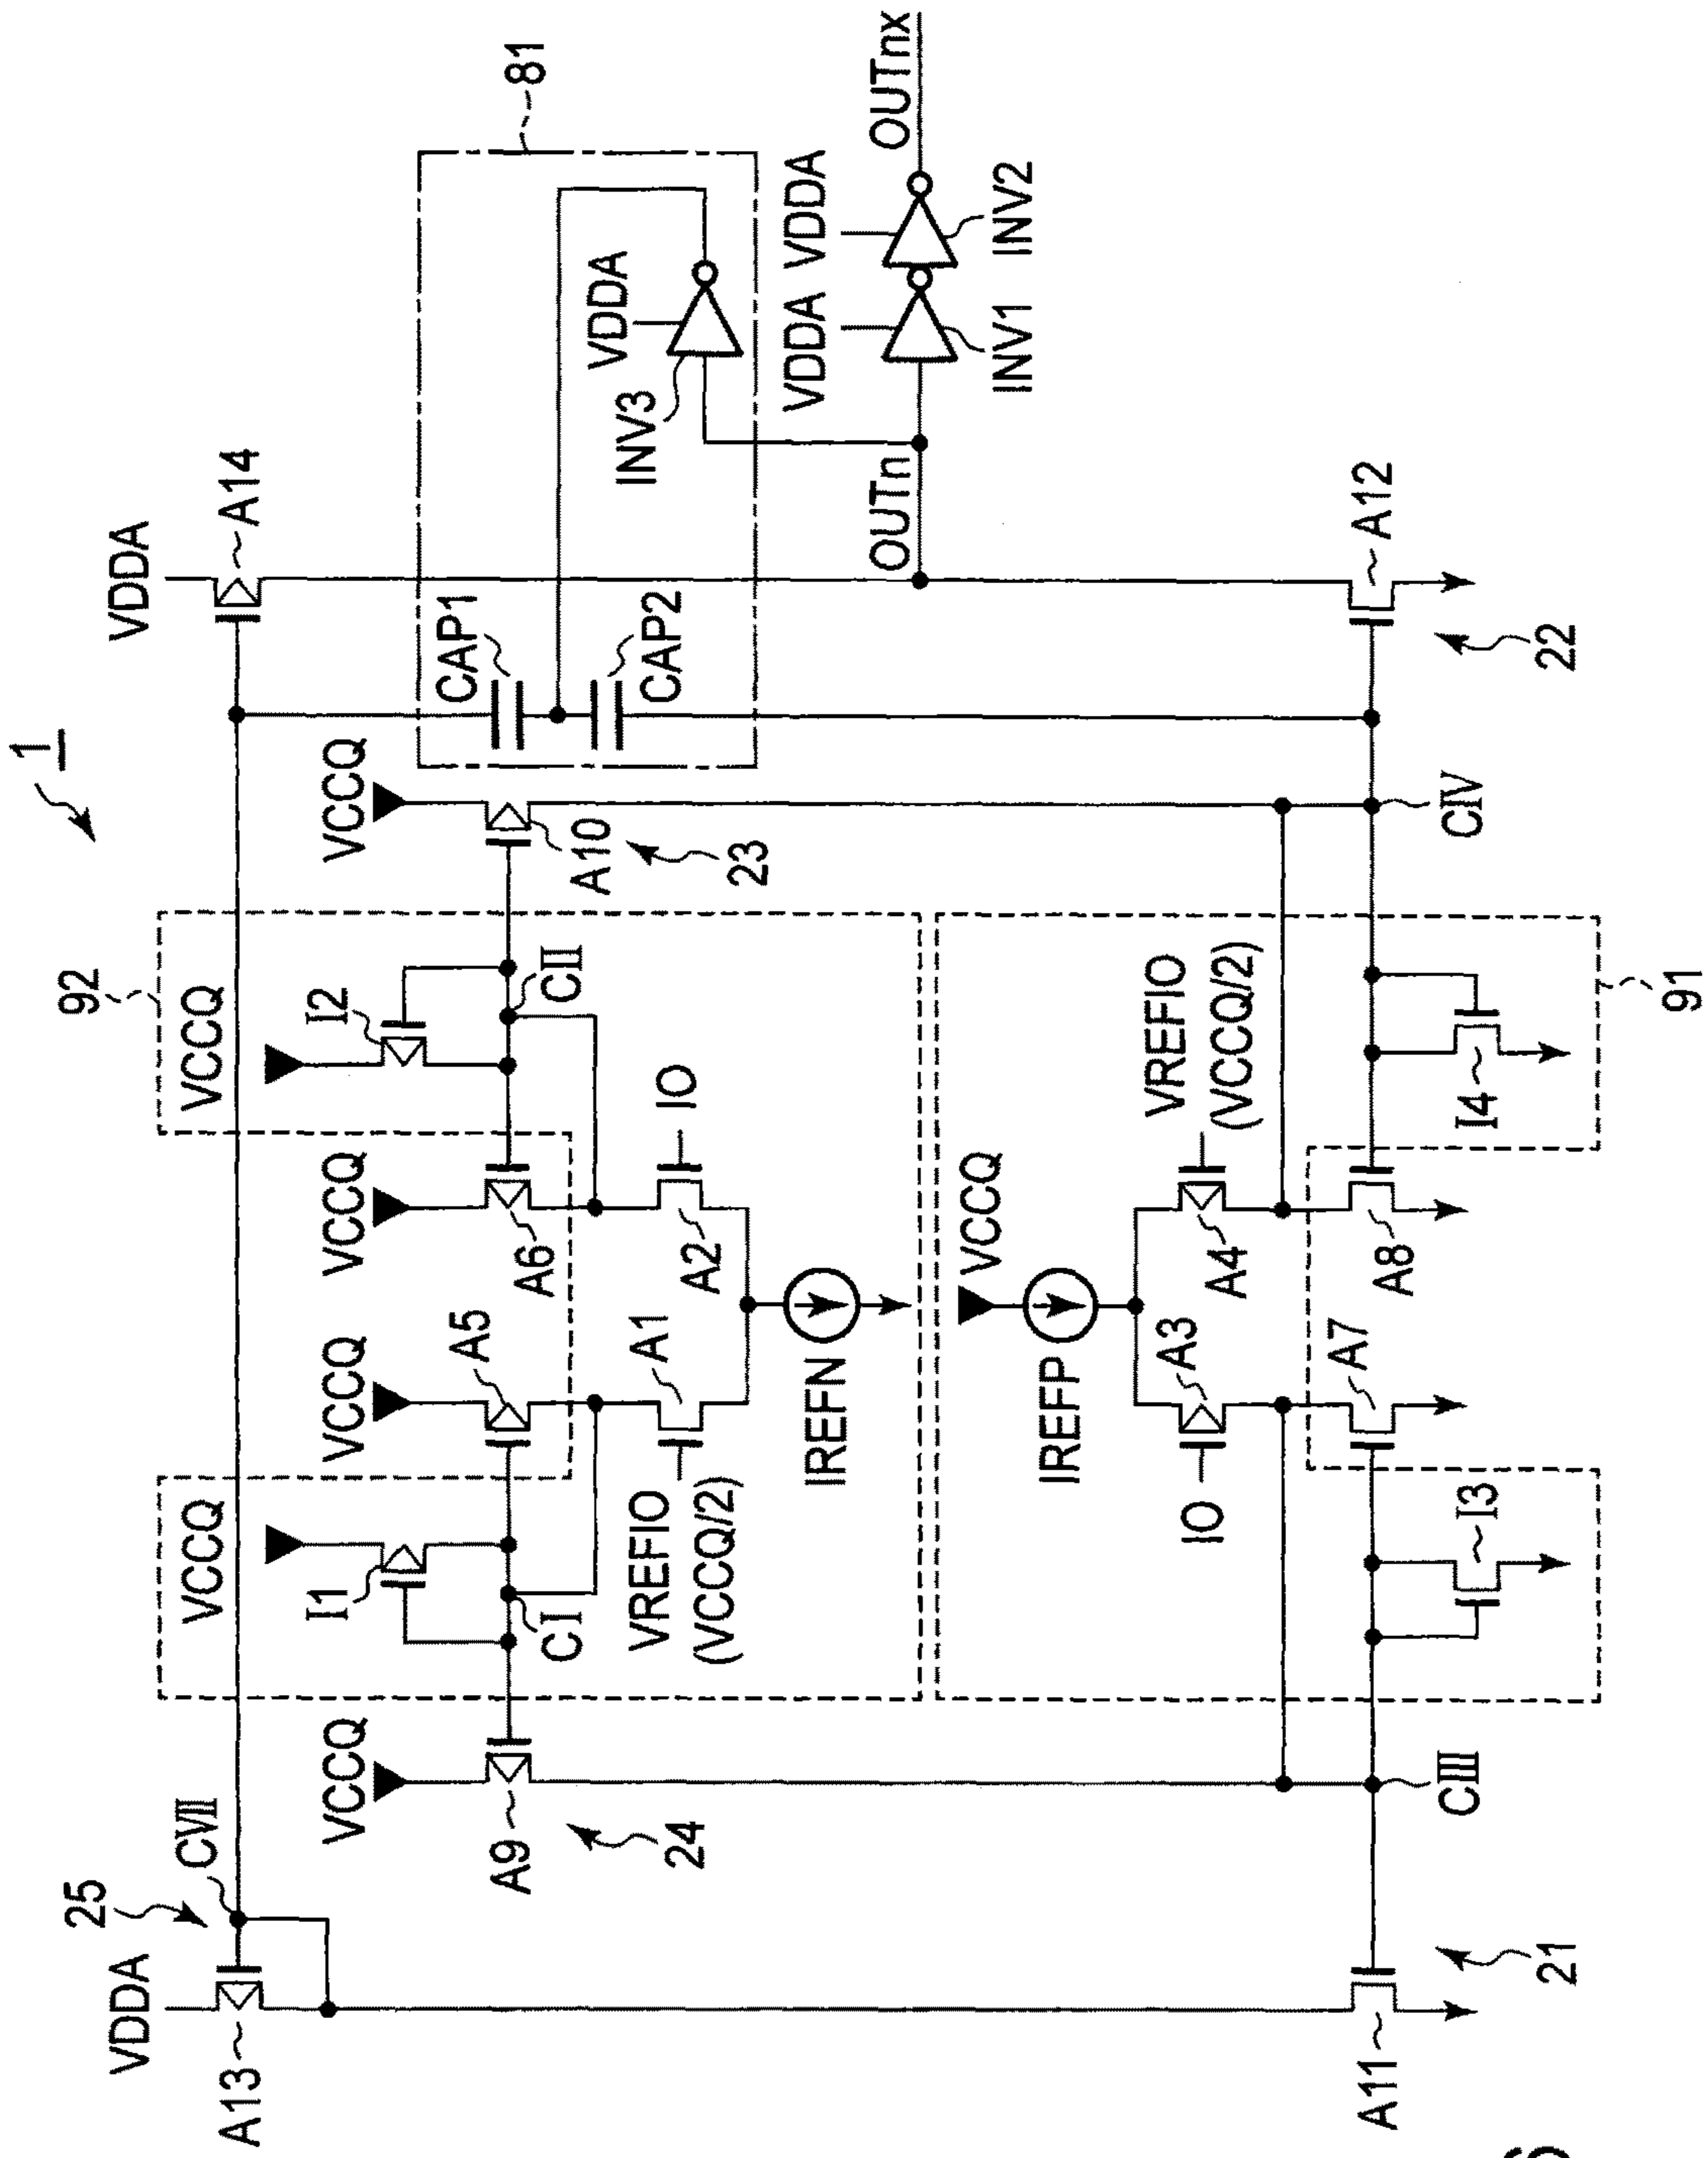 1
VDDA
A13
25
CVII
VDDA
A14
VCCQ
A9
24
92
VCCQ
I1
CI
VCCQ
A5
VCCQ
A6
VCCQ
I2
CII
VCCQ
A10
23
CAP1
CAP2
81
INV3
VDDA
VREFIO
(VCCQ/2)
A1
A2
IO
IREFN
OUTn
VDDA
VDDA
INV1
INV2
OUTnx
VCCQ
IREFP
IO
A3
A4
VREFIO
(VCCQ/2)
A7
A8
I3
I4
91
CIII
CIV
A11
21
A12
22